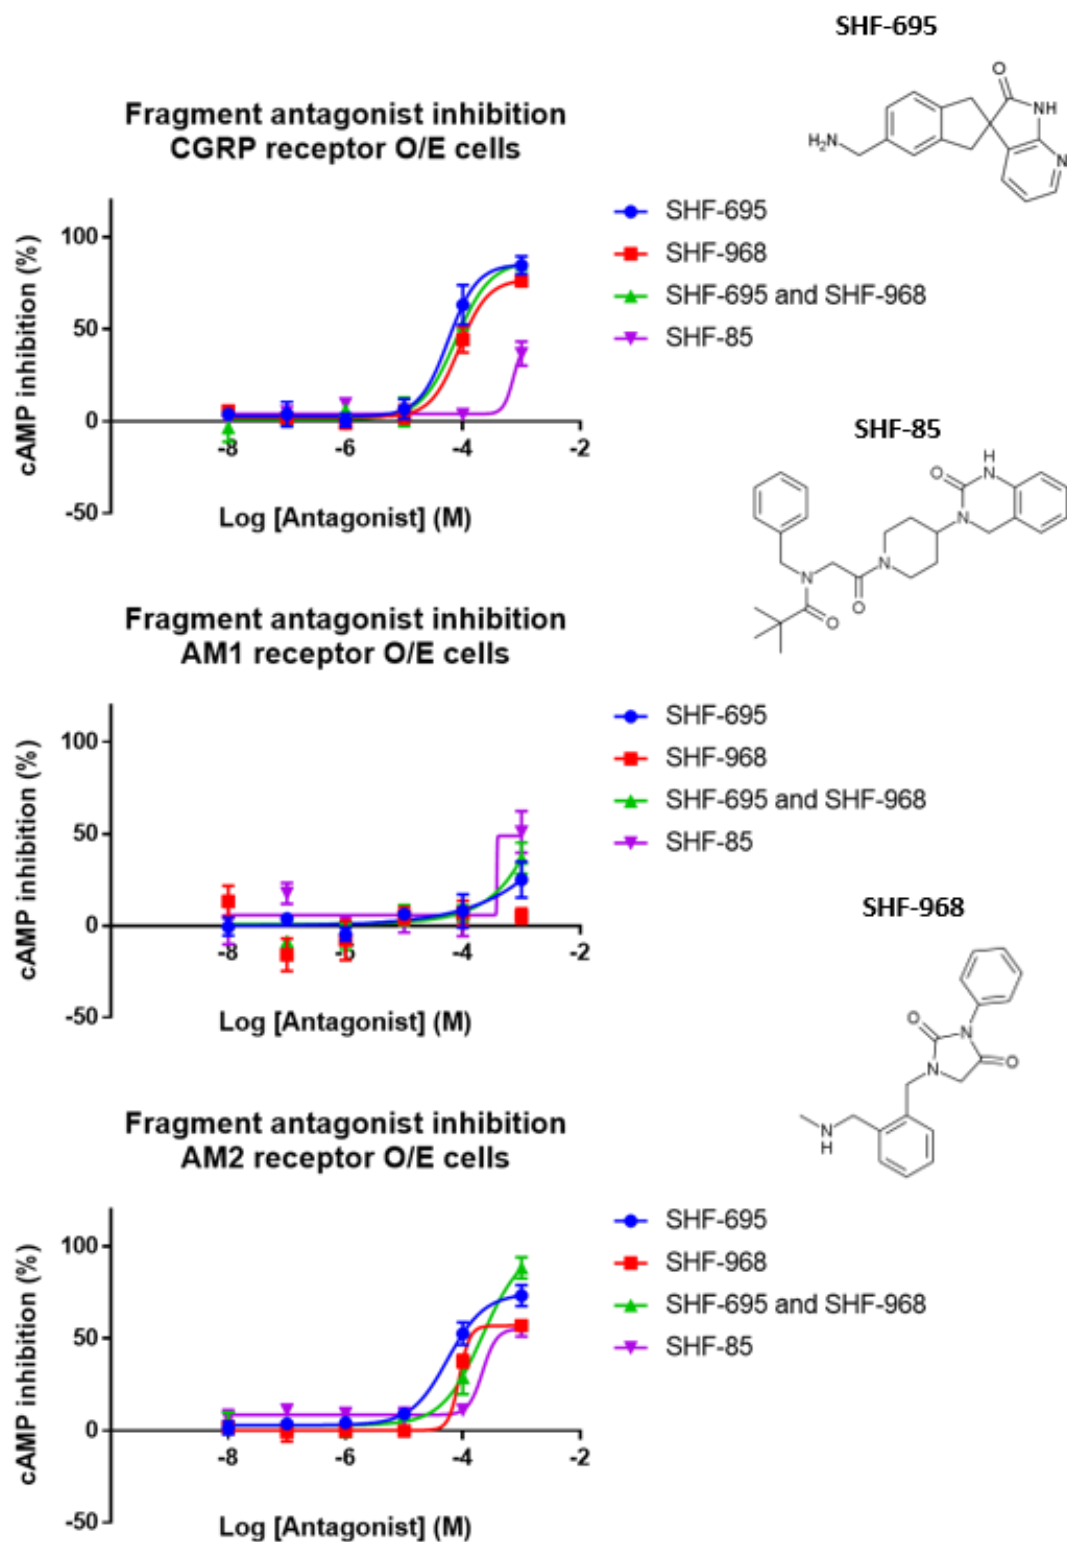 SHF-695
O
NH
H₂N
N
Fragment antagonist inhibition
CGRP receptor O/E cells
cAMP inhibition (%)
100
50
0
-50
-8
-6
-4
-2
Log [Antagonist] (M)
SHF-695
SHF-968
SHF-695 and SHF-968
SHF-85
SHF-85
H
O
N
N
N
N
O
O
Fragment antagonist inhibition
AM1 receptor O/E cells
cAMP inhibition (%)
100
50
0
-50
-8
-6
-4
-2
Log [Antagonist] (M)
SHF-695
SHF-968
SHF-695 and SHF-968
SHF-85
SHF-968
O
N
O
N
N
H
Fragment antagonist inhibition
AM2 receptor O/E cells
cAMP inhibition (%)
100
50
0
-50
-8
-6
-4
-2
Log [Antagonist] (M)
SHF-695
SHF-968
SHF-695 and SHF-968
SHF-85